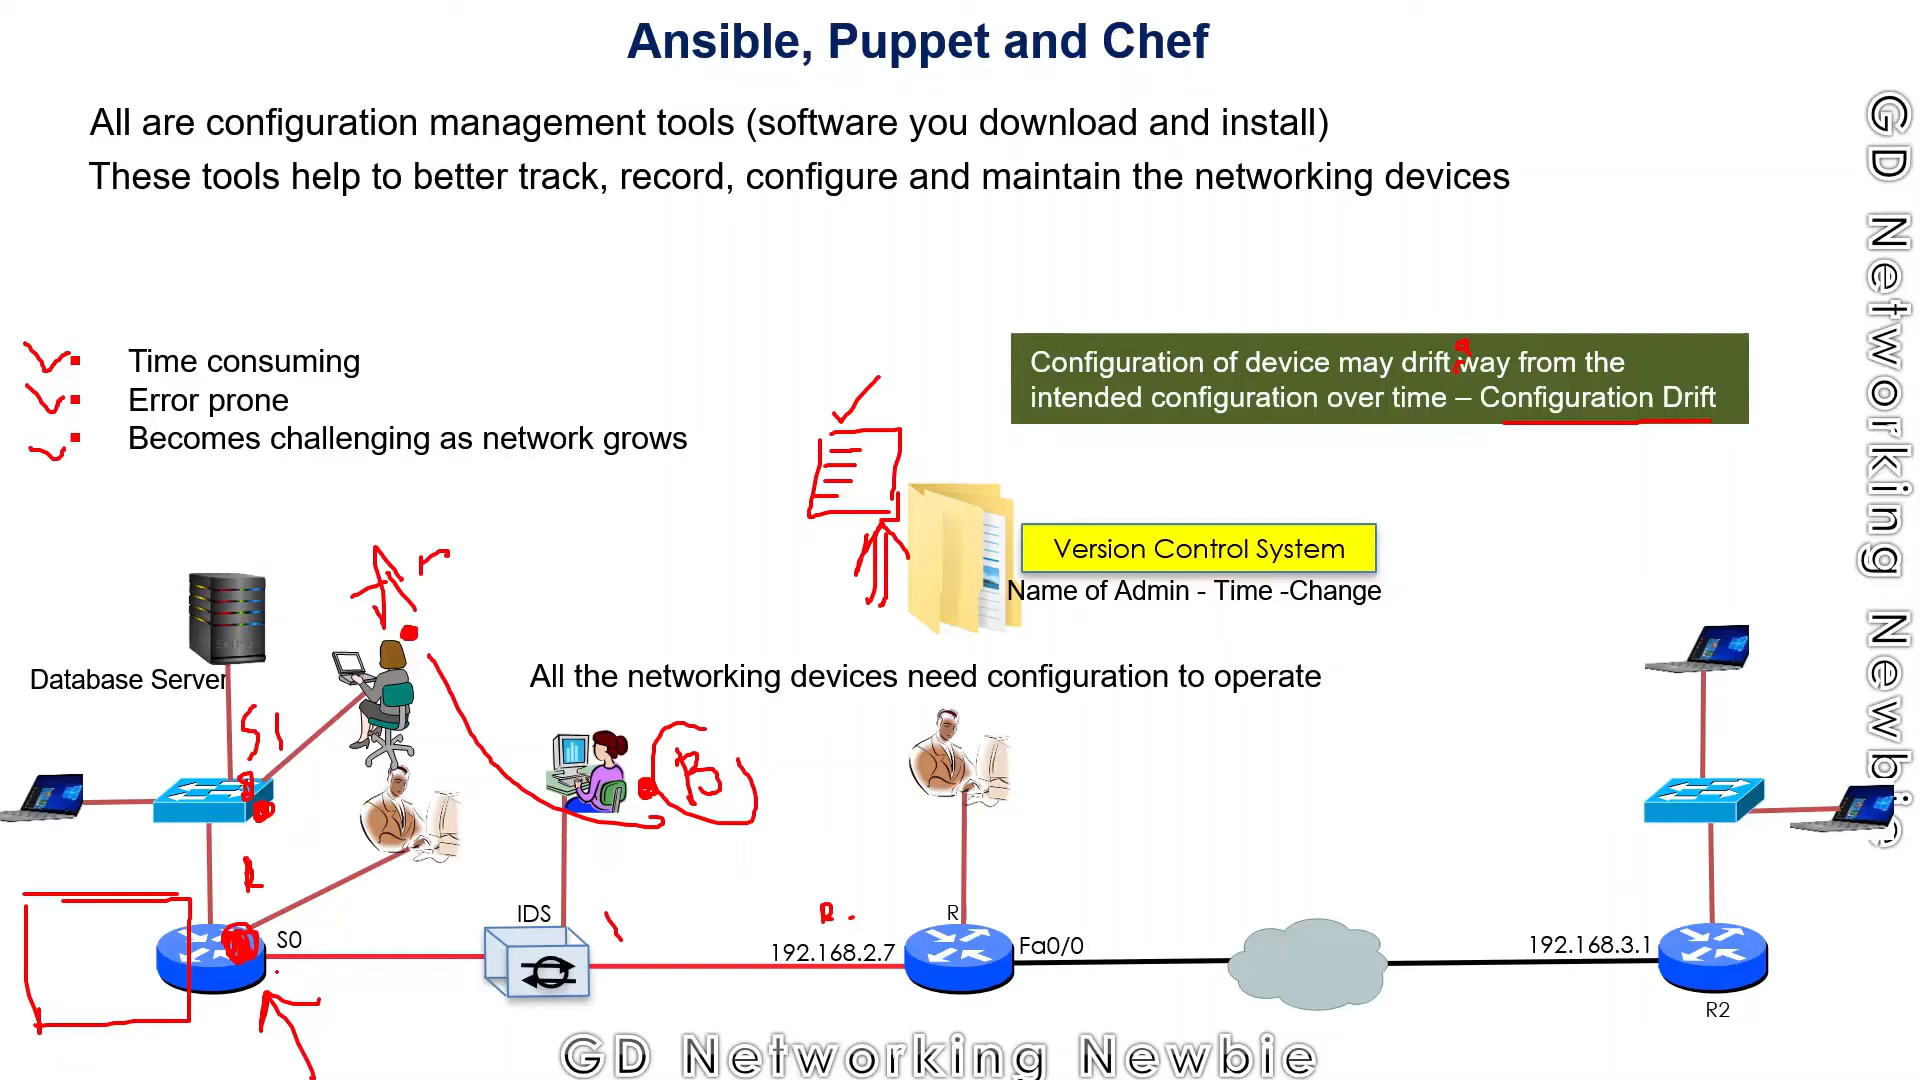 Ansible, Puppet and Chef
All are configuration management tools (software you download and install)
These tools help to better track, record, configure and maintain the networking devices
Time consuming
Error prone
Becomes challenging as network grows
Configuration of device may drift a way from the
intended configuration over time – Configuration Drift
Version Control System
Name of Admin - Time -Change
Database Server
All the networking devices need configuration to operate
S1
B
R
IDS
R
S0
192.168.2.7
R
Fa0/0
192.168.3.1
R2
GD Networking Newbie
GD Networking Newbie